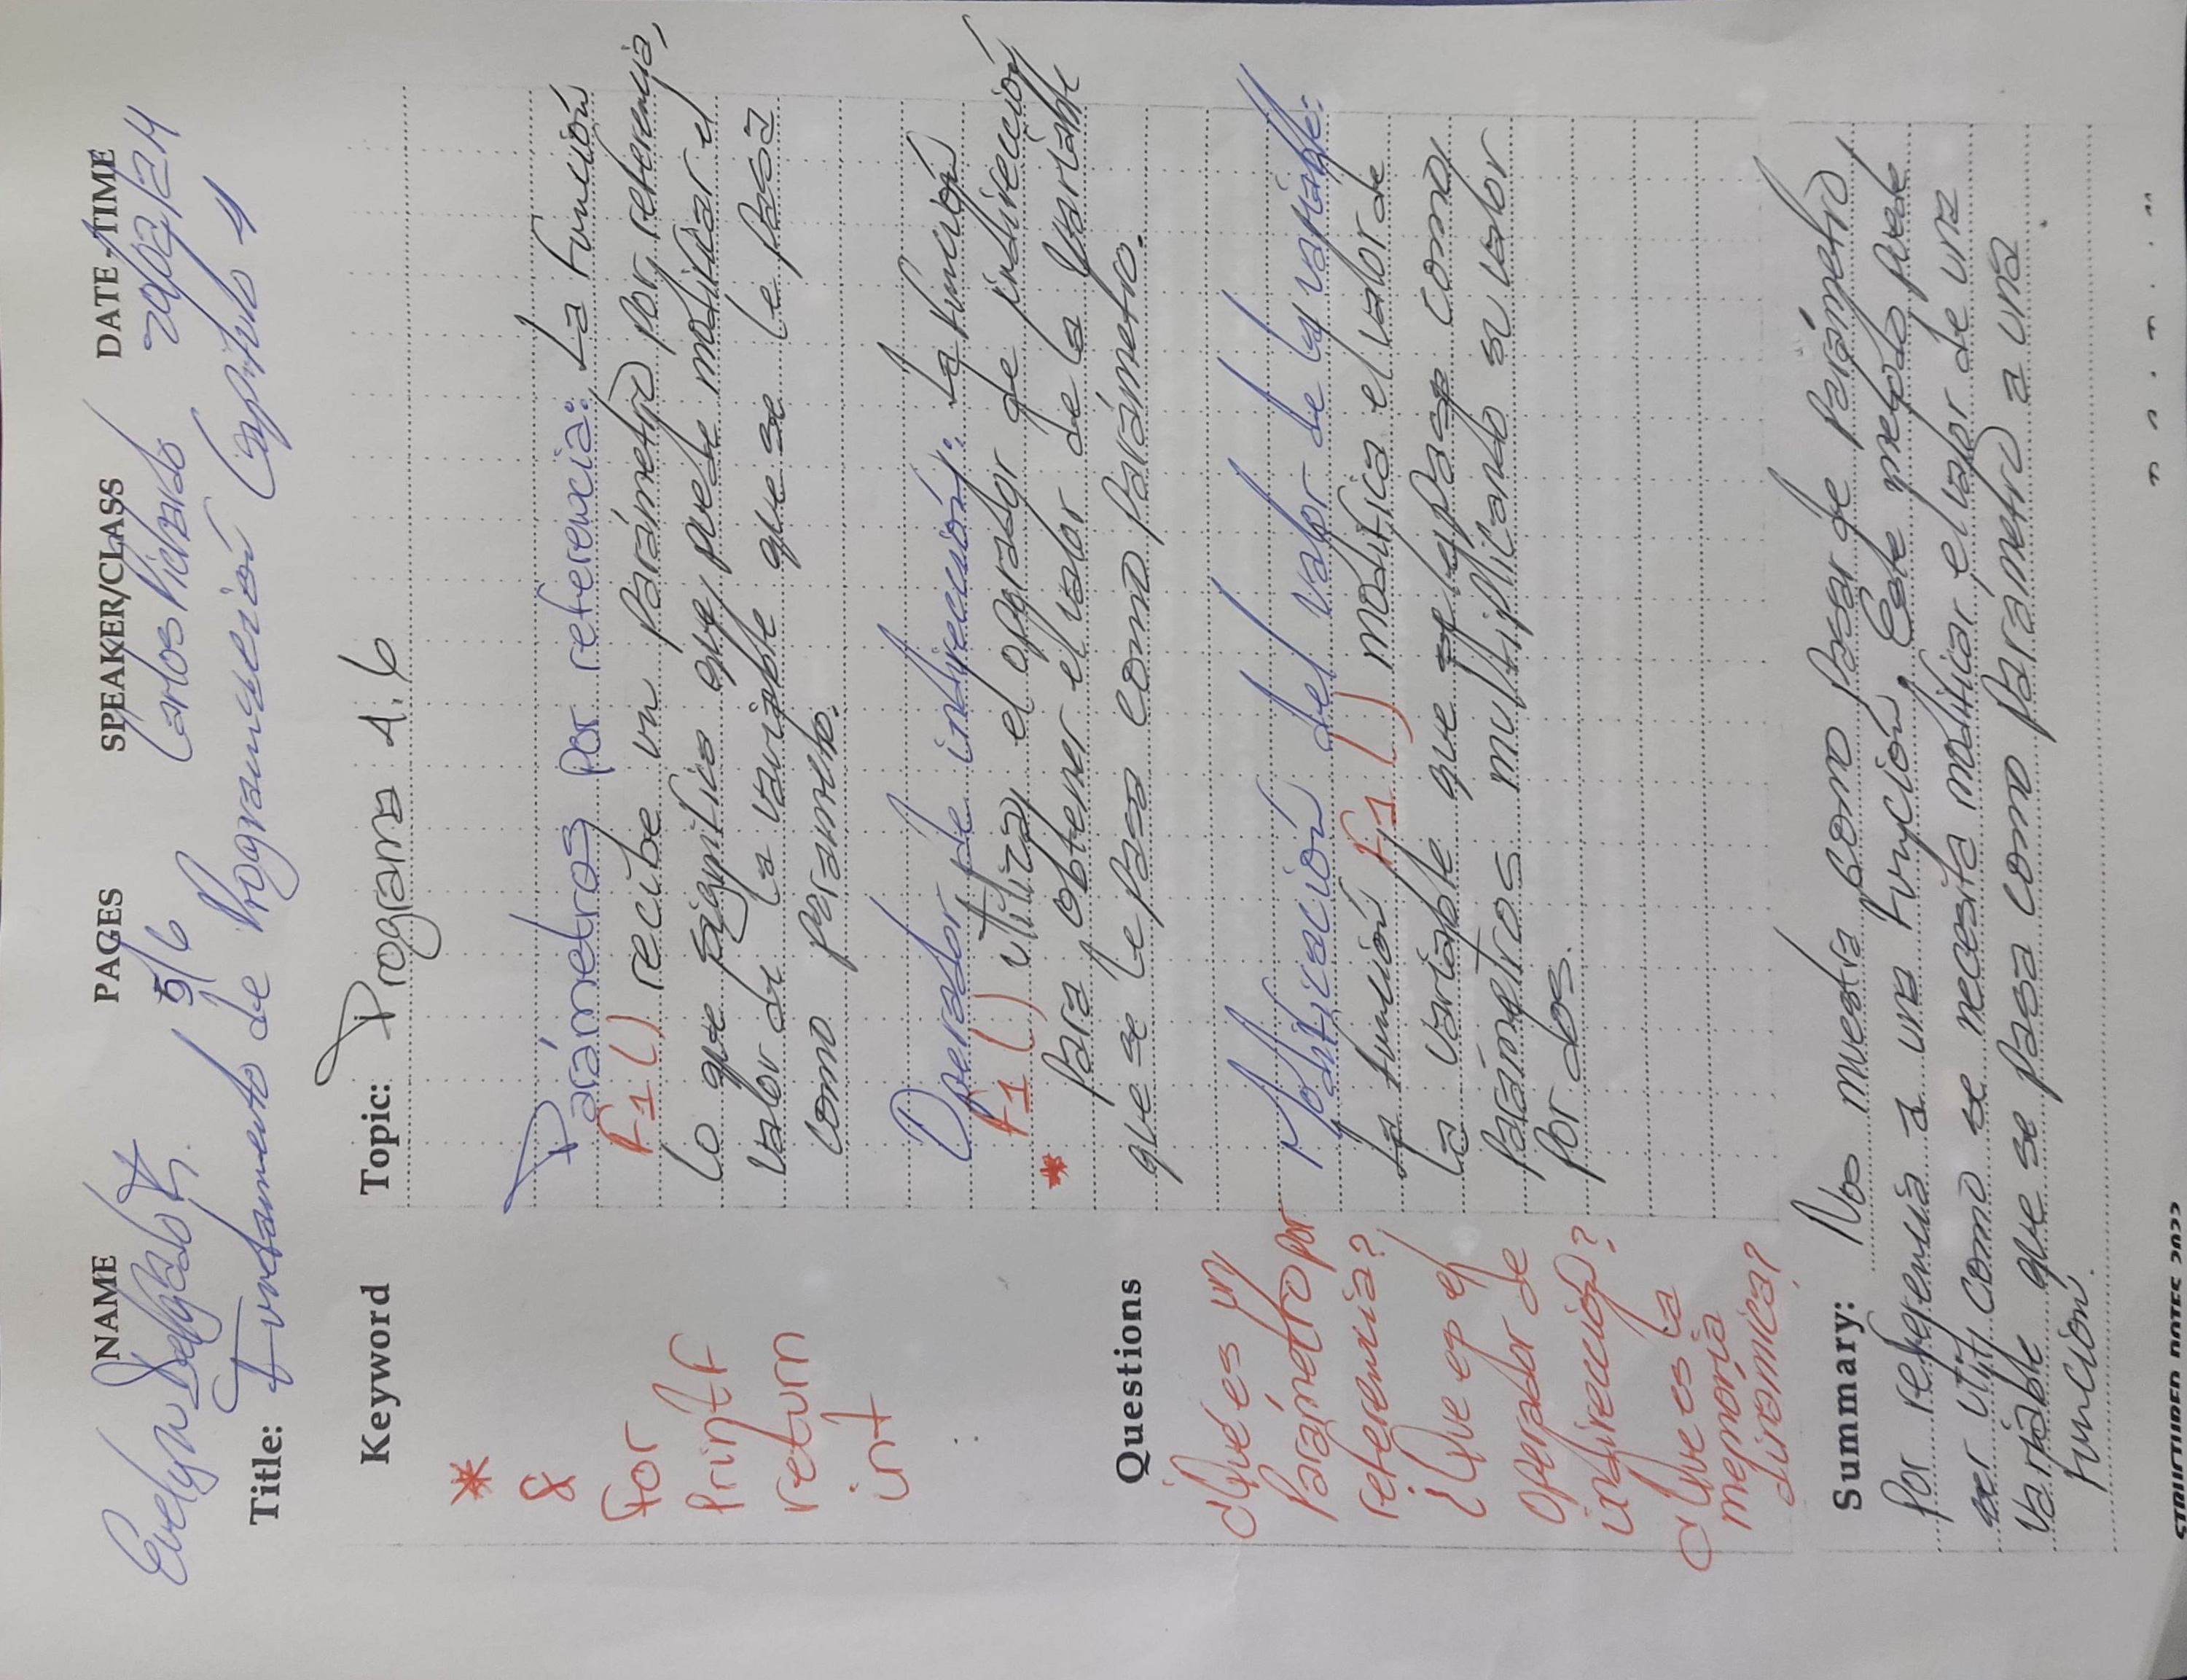 NAME PAGES SPEAKER/CLASS DATE-TIME
Evelyn Delgado 5/6 Carlos Pichardo 20/02/24
Title: Fundamento de Programación Capitulo 4
Keyword
*
&
For
Printf
return
int
Topic: Programa 4.6
Parámetros por referencia: La función
F1() recibe un parámetro por referencia,
lo que significa que puede modificar el
valor de la variable que se le pasa
como parameto.
Operador de indirección: La función
F1() utiliza el operador de indirección
* para obtener el valor de la variable
que se le pasa como parámetro.
Modificación del valor de la variable:
La función F1() modifica el valor de
la variable que se le pasa como
parámetros multiplicando su valor
por dos.
Questions
¿Qué es un
Parámetro por
referencia?
¿Que es el
operador de
indirección?
¿Que es la
memoria
dinámica?
Summary: Nos muestra como pasar de parámetro
por referencia a una función. Este metodo puede
ser util como se necesita modificar el valor de una
variable que se pasa como parámetro a una
función.
STRUCTURED NOTES 2022